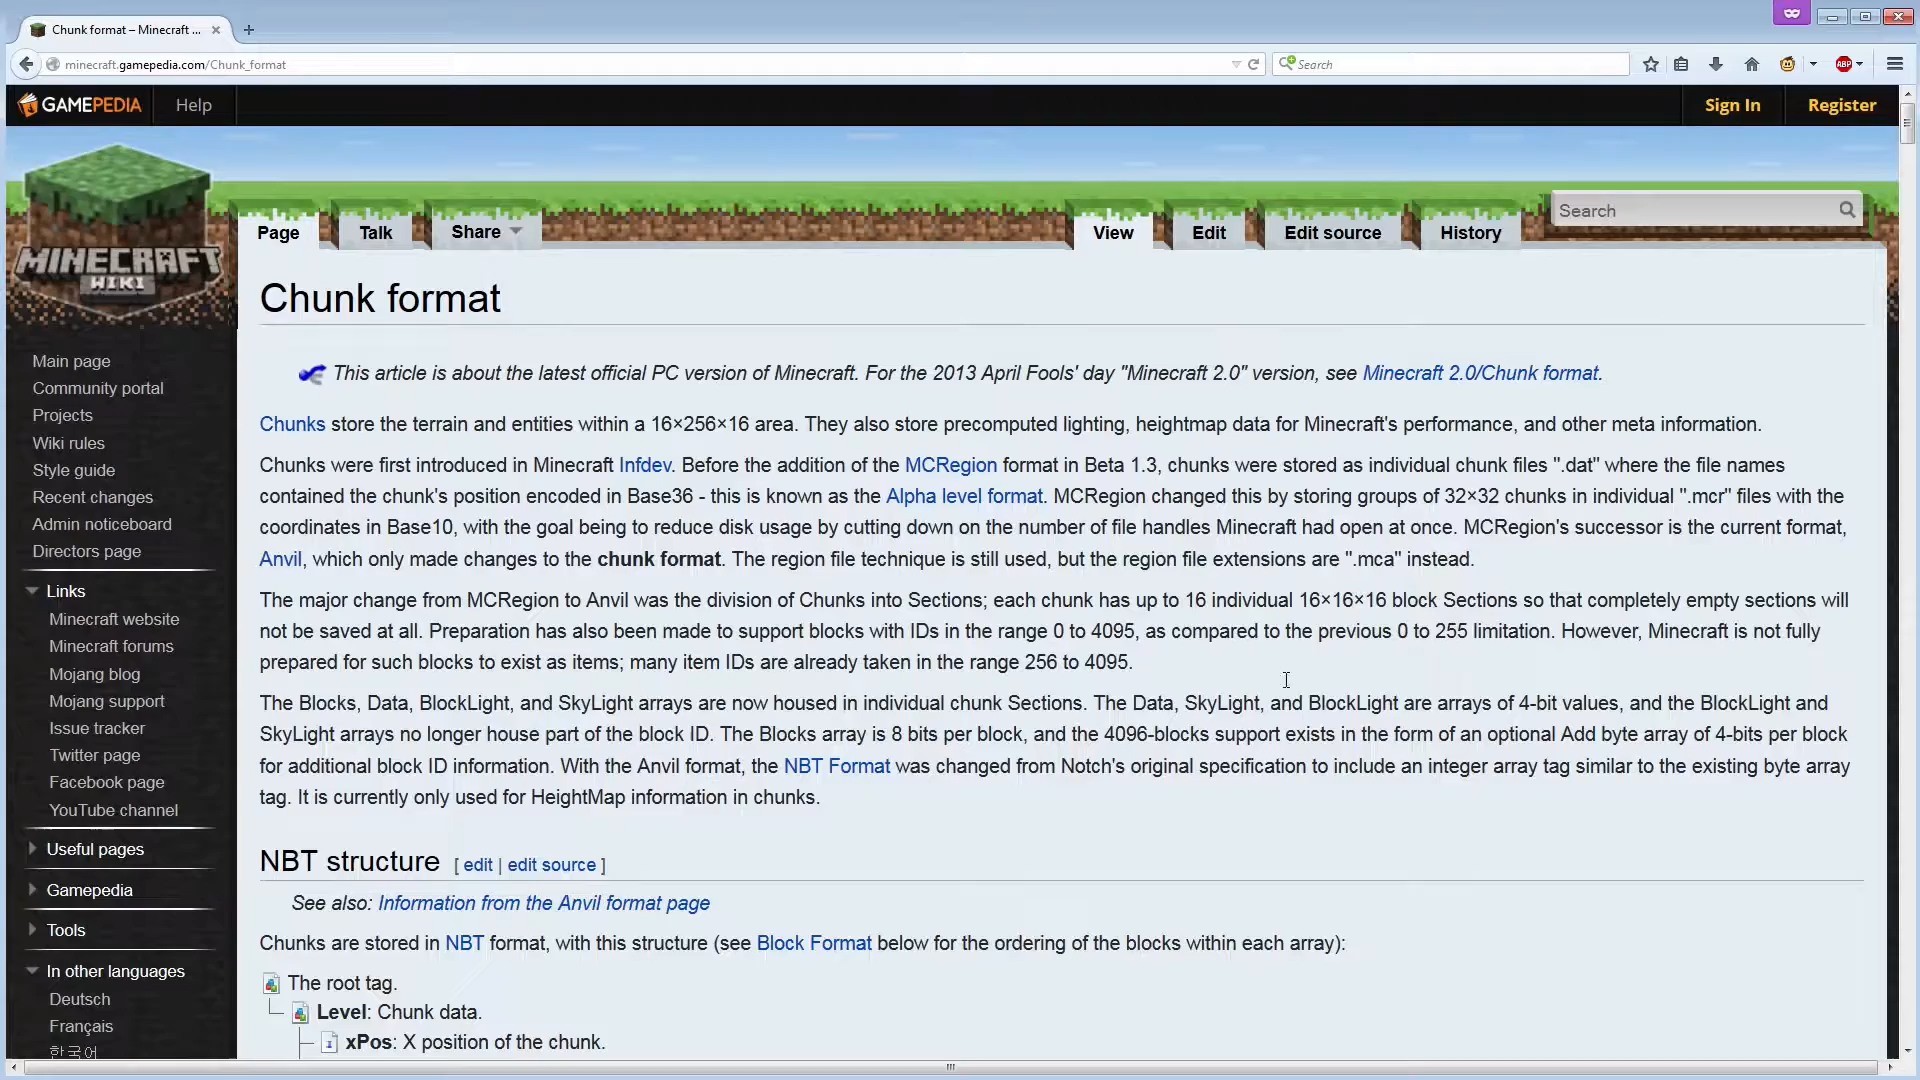 Chunk format – Minecraft ...
minecraft.gamepedia.com/Chunk_format
Search
ABP
GAMEPEDIA
Help
Sign In
Register
MINECRAFT
WIKI
Page
Talk
Share
View
Edit
Edit source
History
Search
Chunk format
This article is about the latest official PC version of Minecraft. For the 2013 April Fools' day "Minecraft 2.0" version, see Minecraft 2.0/Chunk format.
Chunks store the terrain and entities within a 16×256×16 area. They also store precomputed lighting, heightmap data for Minecraft's performance, and other meta information.
Chunks were first introduced in Minecraft Infdev. Before the addition of the MCRegion format in Beta 1.3, chunks were stored as individual chunk files ".dat" where the file names
contained the chunk's position encoded in Base36 - this is known as the Alpha level format. MCRegion changed this by storing groups of 32×32 chunks in individual ".mcr" files with the
coordinates in Base10, with the goal being to reduce disk usage by cutting down on the number of file handles Minecraft had open at once. MCRegion's successor is the current format,
Anvil, which only made changes to the chunk format. The region file technique is still used, but the region file extensions are ".mca" instead.
The major change from MCRegion to Anvil was the division of Chunks into Sections; each chunk has up to 16 individual 16×16×16 block Sections so that completely empty sections will
not be saved at all. Preparation has also been made to support blocks with IDs in the range 0 to 4095, as compared to the previous 0 to 255 limitation. However, Minecraft is not fully
prepared for such blocks to exist as items; many item IDs are already taken in the range 256 to 4095.
The Blocks, Data, BlockLight, and SkyLight arrays are now housed in individual chunk Sections. The Data, SkyLight, and BlockLight are arrays of 4-bit values, and the BlockLight and
SkyLight arrays no longer house part of the block ID. The Blocks array is 8 bits per block, and the 4096-blocks support exists in the form of an optional Add byte array of 4-bits per block
for additional block ID information. With the Anvil format, the NBT Format was changed from Notch's original specification to include an integer array tag similar to the existing byte array
tag. It is currently only used for HeightMap information in chunks.
NBT structure [ edit | edit source ]
See also: Information from the Anvil format page
Chunks are stored in NBT format, with this structure (see Block Format below for the ordering of the blocks within each array):
The root tag.
Level: Chunk data.
xPos: X position of the chunk.
Main page
Community portal
Projects
Wiki rules
Style guide
Recent changes
Admin noticeboard
Directors page
Links
Minecraft website
Minecraft forums
Mojang blog
Mojang support
Issue tracker
Twitter page
Facebook page
YouTube channel
Useful pages
Gamepedia
Tools
In other languages
Deutsch
Français
한국어